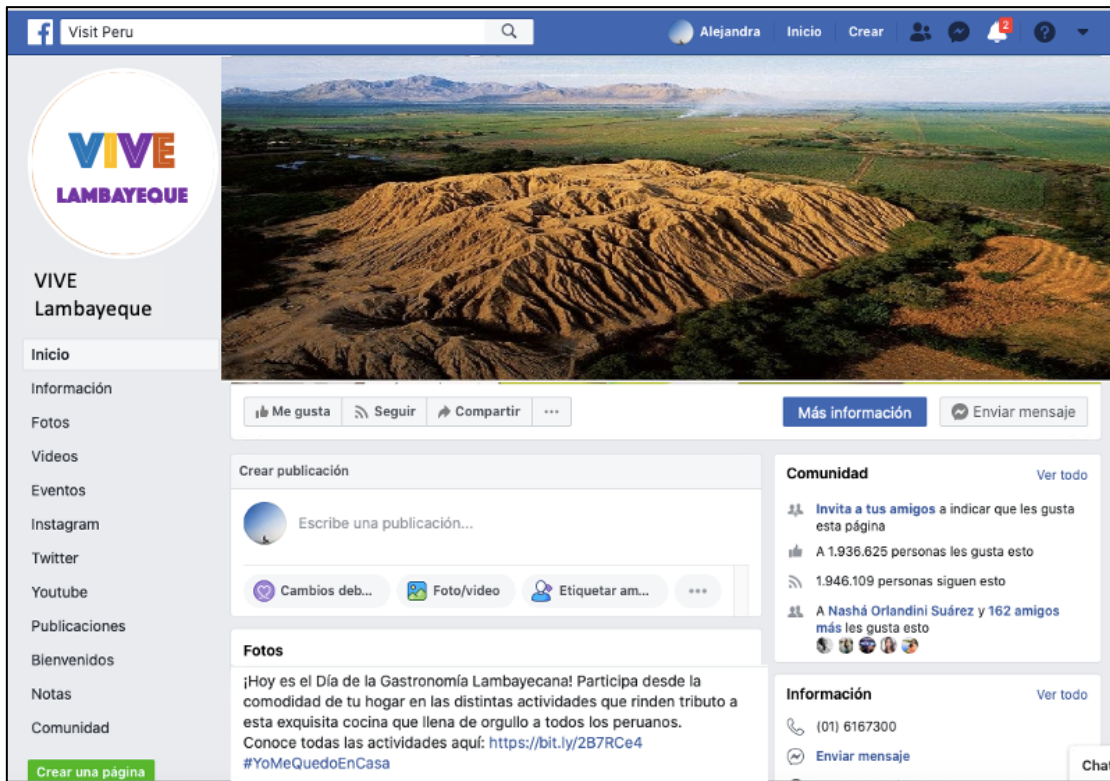 f
Visit Peru
Alejandra
Inicio
Crear
2
VIVE
LAMBAYEQUE
VIVE
Lambayeque
Inicio
Información
Fotos
Videos
Eventos
Instagram
Twitter
Youtube
Publicaciones
Bienvenidos
Notas
Comunidad
Crear una página
Me gusta
Seguir
Compartir
...
Más información
Enviar mensaje
Crear publicación
Escribe una publicación...
Cambios deb...
Foto/video
Etiquetar am...
Fotos
¡Hoy es el Día de la Gastronomía Lambayecana! Participa desde la
comodidad de tu hogar en las distintas actividades que rinden tributo a
esta exquisita cocina que llena de orgullo a todos los peruanos.
Conoce todas las actividades aquí: https://bit.ly/2B7RCe4
#YoMeQuedoEnCasa
Comunidad
Ver todo
Invita a tus amigos a indicar que les gusta
esta página
A 1.936.625 personas les gusta esto
1.946.109 personas siguen esto
A Nashá Orlandini Suárez y 162 amigos
más les gusta esto
Información
Ver todo
(01) 6167300
Enviar mensaje
Chat